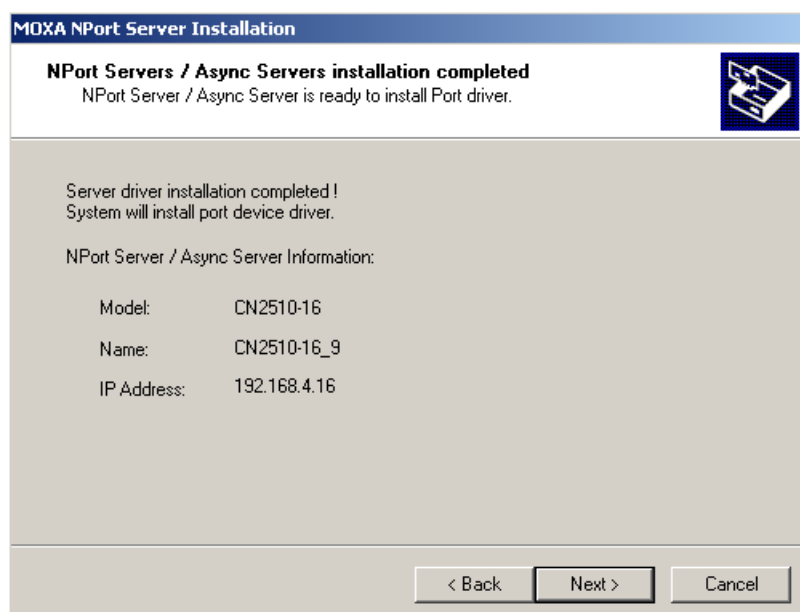 MOXA NPort Server Installation
NPort Servers / Async Servers installation completed
NPort Server / Async Server is ready to install Port driver.
Server driver installation completed !
System will install port device driver.
NPort Server / Async Server Information:
Model: CN2510-16
Name: CN2510-16_9
IP Address: 192.168.4.16
< Back Next > Cancel